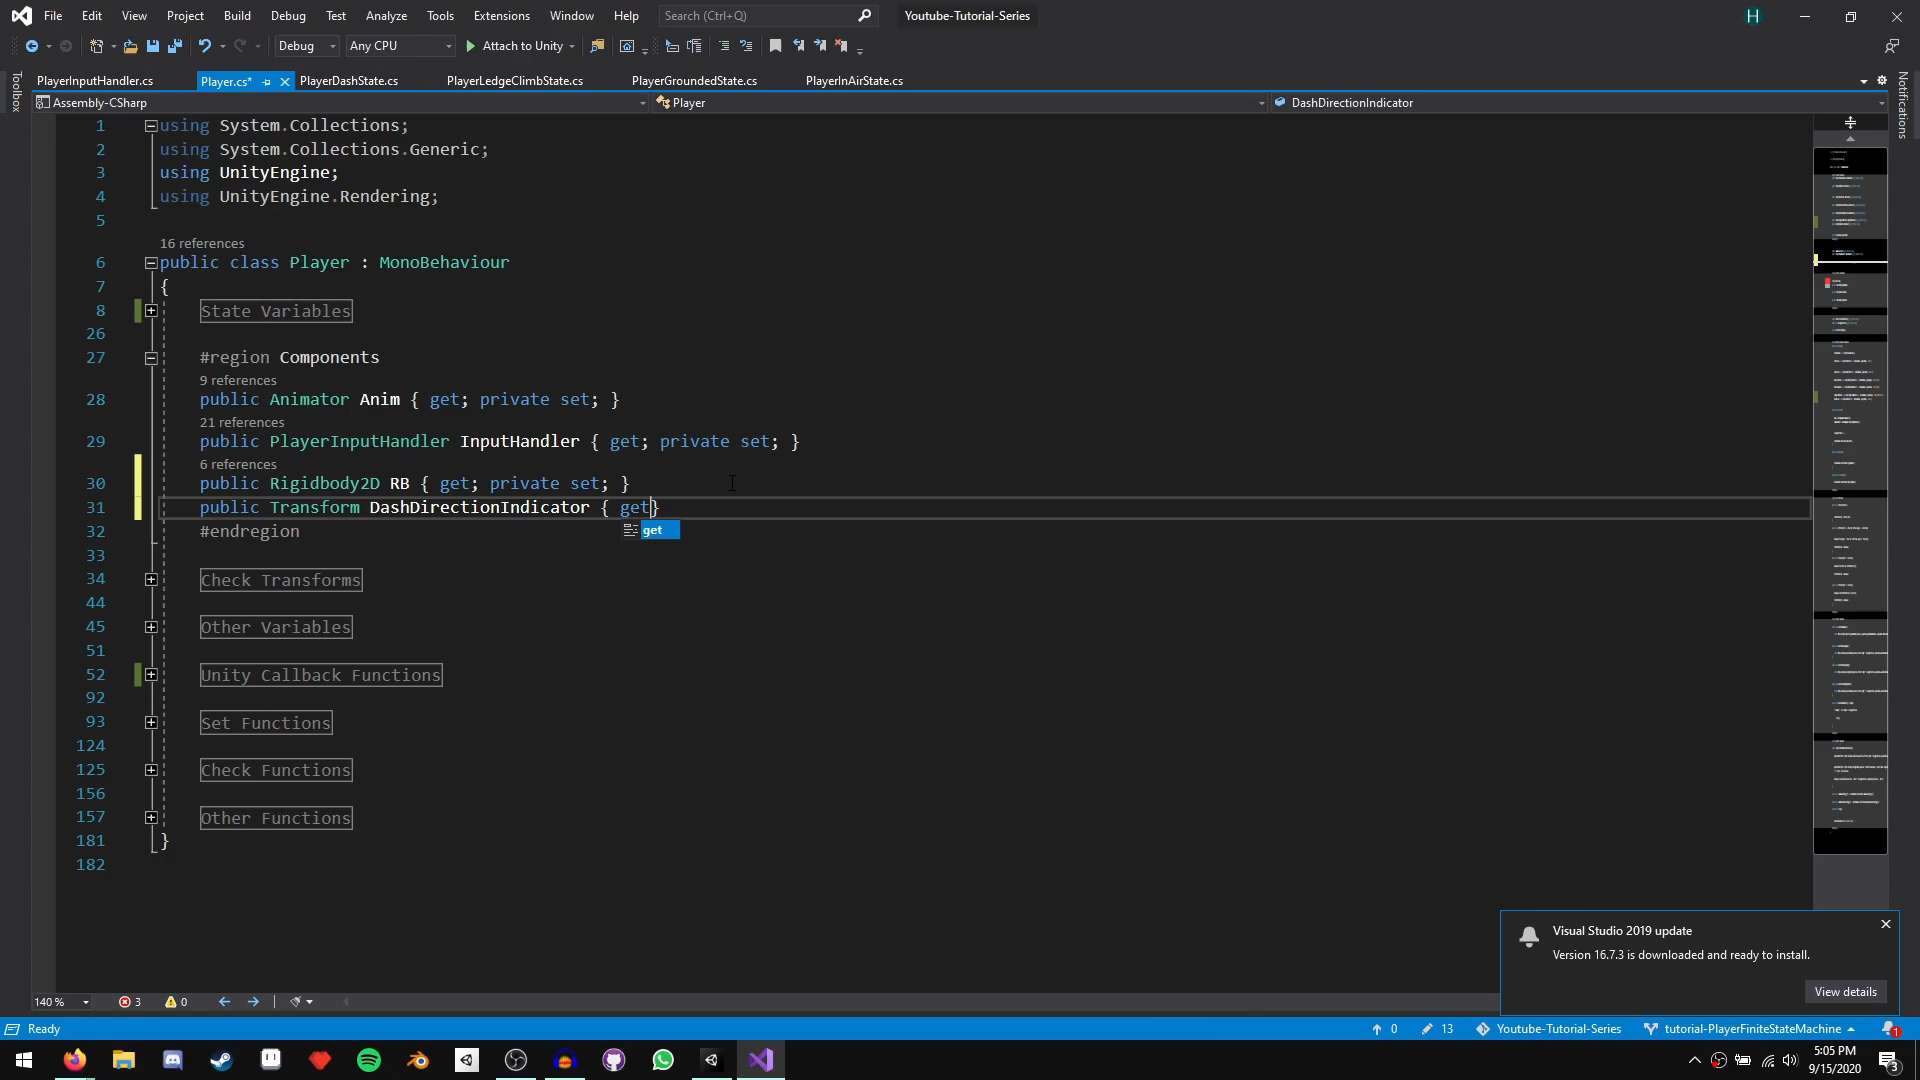 File Edit View Project Build Debug Test Analyze Tools Extensions Window Help Search (Ctrl+Q) Youtube-Tutorial-Series H
Debug Any CPU Attach to Unity
PlayerInputHandler.cs Player.cs* PlayerDashState.cs PlayerLedgeClimbState.cs PlayerGroundedState.cs PlayerInAirState.cs
Toolbox
Notifications
Assembly-CSharp Player DashDirectionIndicator
1 using System.Collections;
2 using System.Collections.Generic;
3 using UnityEngine;
4 using UnityEngine.Rendering;
5
16 references
6 public class Player : MonoBehaviour
7 {
8 State Variables
26
27 #region Components
9 references
28 public Animator Anim { get; private set; }
21 references
29 public PlayerInputHandler InputHandler { get; private set; }
6 references
30 public Rigidbody2D RB { get; private set; }
31 public Transform DashDirectionIndicator { get}
get
32 #endregion
33
34 Check Transforms
44
45 Other Variables
51
52 Unity Callback Functions
92
93 Set Functions
124
125 Check Functions
156
157 Other Functions
181 }
182
Visual Studio 2019 update
Version 16.7.3 is downloaded and ready to install.
View details
140 % 3 0
Ready 0 13 Youtube-Tutorial-Series tutorial-PlayerFiniteStateMachine 1
5:05 PM
9/15/2020
3